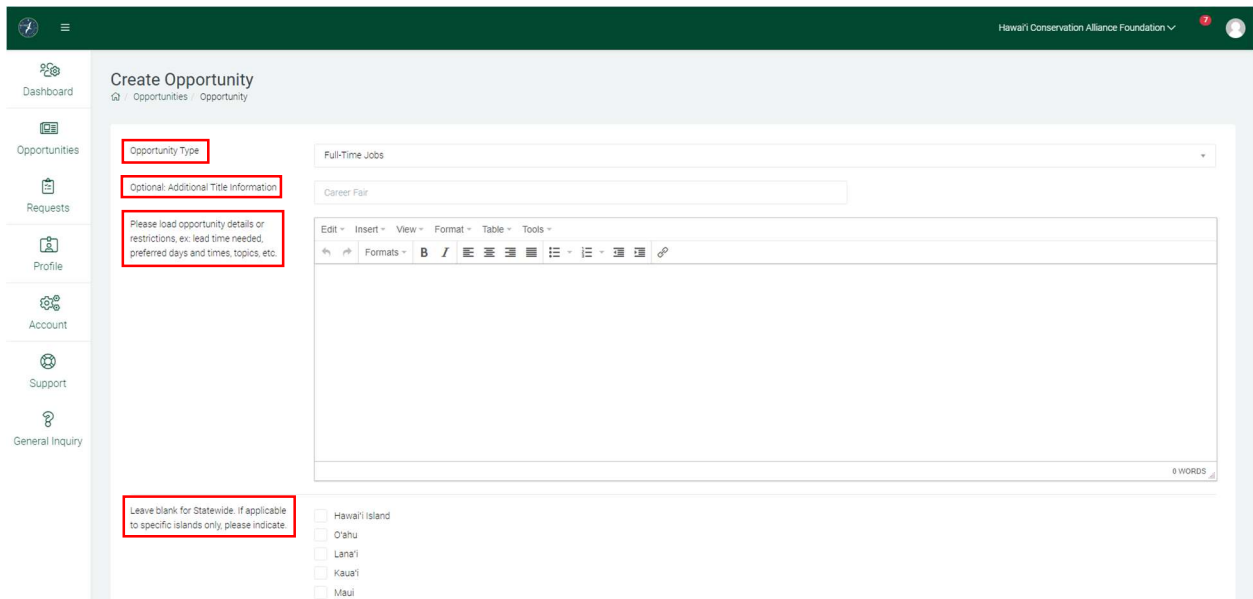 Hawai'i Conservation Alliance Foundation
7
Dashboard
Create Opportunity
/ Opportunities / Opportunity
Opportunities
Opportunity Type
Full-Time Jobs
Requests
Optional: Additional Title Information
Career Fair
Please load opportunity details or
restrictions, ex: lead time needed,
preferred days and times, topics, etc.
Edit Insert View Format Table Tools
Formats B I
Profile
Account
Support
General Inquiry
0 WORDS
Leave blank for Statewide. If applicable
to specific islands only, please indicate.
Hawai'i Island
O'ahu
Lana'i
Kaua'i
Maui